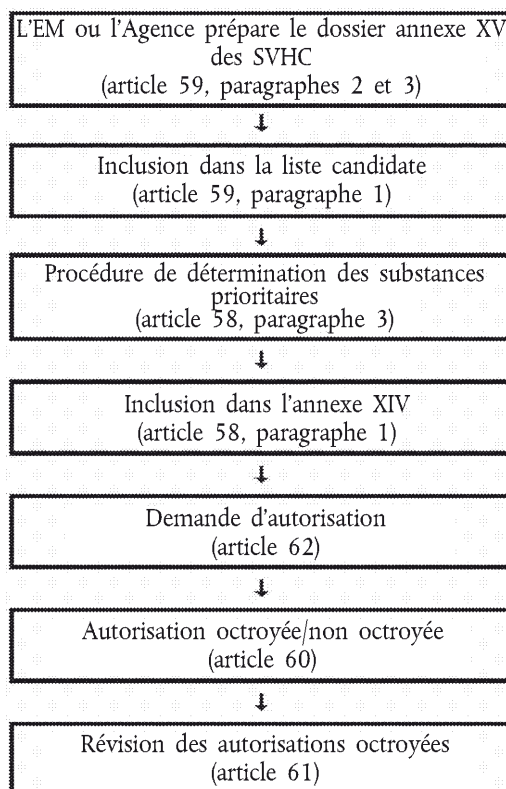 L'EM ou l'Agence prépare le dossier annexe XV
des SVHC
(article 59, paragraphes 2 et 3)
Inclusion dans la liste candidate
(article 59, paragraphe 1)
Procédure de détermination des substances
prioritaires
(article 58, paragraphe 3)
Inclusion dans l'annexe XIV
(article 58, paragraphe 1)
Demande d'autorisation
(article 62)
Autorisation octroyée/non octroyée
(article 60)
Révision des autorisations octroyées
(article 61)